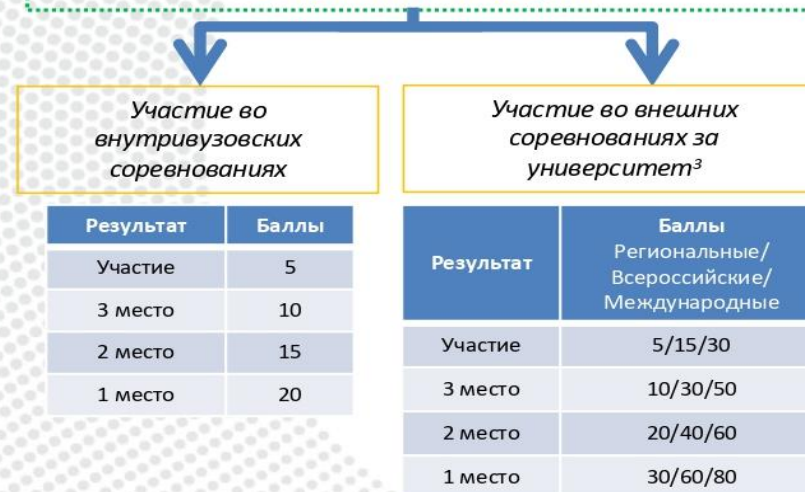 Участие во
внутривузовских
соревнованиях
Результат Баллы
Участие 5
3 место 10
2 место 15
1 место 20
Участие во внешних
соревнованиях за
университет³
Результат Баллы
Региональные/
Всероссийские/
Международные
Участие 5/15/30
3 место 10/30/50
2 место 20/40/60
1 место 30/60/80